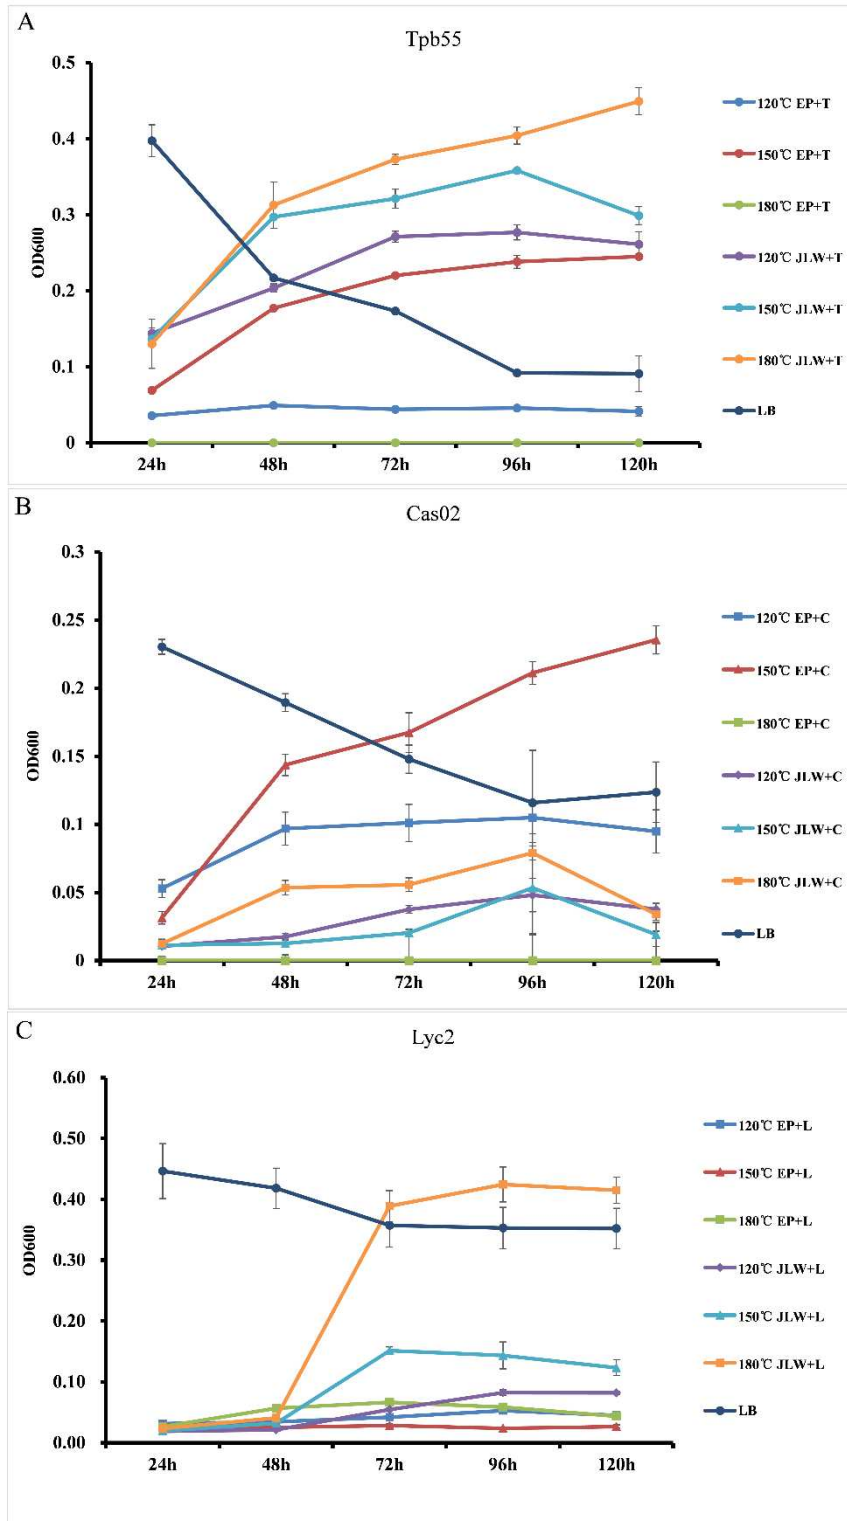 A
Tpb55
0.5
0.4
0.3
0.2
0.1
0
OD600
24h 48h 72h 96h 120h
120℃ EP+T
150℃ EP+T
180℃ EP+T
120℃ JLW+T
150℃ JLW+T
180℃ JLW+T
LB
B
Cas02
0.3
0.25
0.2
0.15
0.1
0.05
0
OD600
24h 48h 72h 96h 120h
120℃ EP+C
150℃ EP+C
180℃ EP+C
120℃ JLW+C
150℃ JLW+C
180℃ JLW+C
LB
C
Lyc2
0.60
0.50
0.40
0.30
0.20
0.10
0.00
OD600
24h 48h 72h 96h 120h
120℃ EP+L
150℃ EP+L
180℃ EP+L
120℃ JLW+L
150℃ JLW+L
180℃ JLW+L
LB